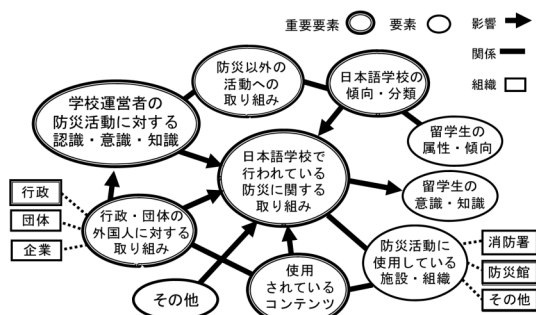 重要要素
要素
影響
関係
組織
防災以外の
活動への
取り組み
日本語学校の
傾向・分類
学校運営者の
防災活動に対する
認識・意識・知識
留学生の
属性・傾向
日本語学校で
行われている
防災に関する
取り組み
留学生の
意識・知識
行政
団体
企業
行政・団体の
外国人に対する
取り組み
防災活動に
使用している
施設・組織
消防署
防災館
その他
その他
使用
されている
コンテンツ